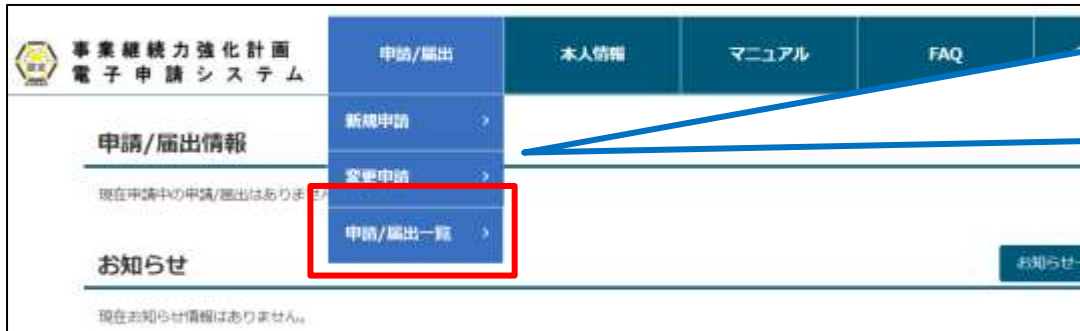 事業継続力強化計画
電子申請システム
申請/届出
本人情報
マニュアル
FAQ
新規申請
変更申請
申請/届出一覧
申請/届出情報
現在申請中の申請/届出はありませ
お知らせ
お知らせ一
現在お知らせ情報はありません。